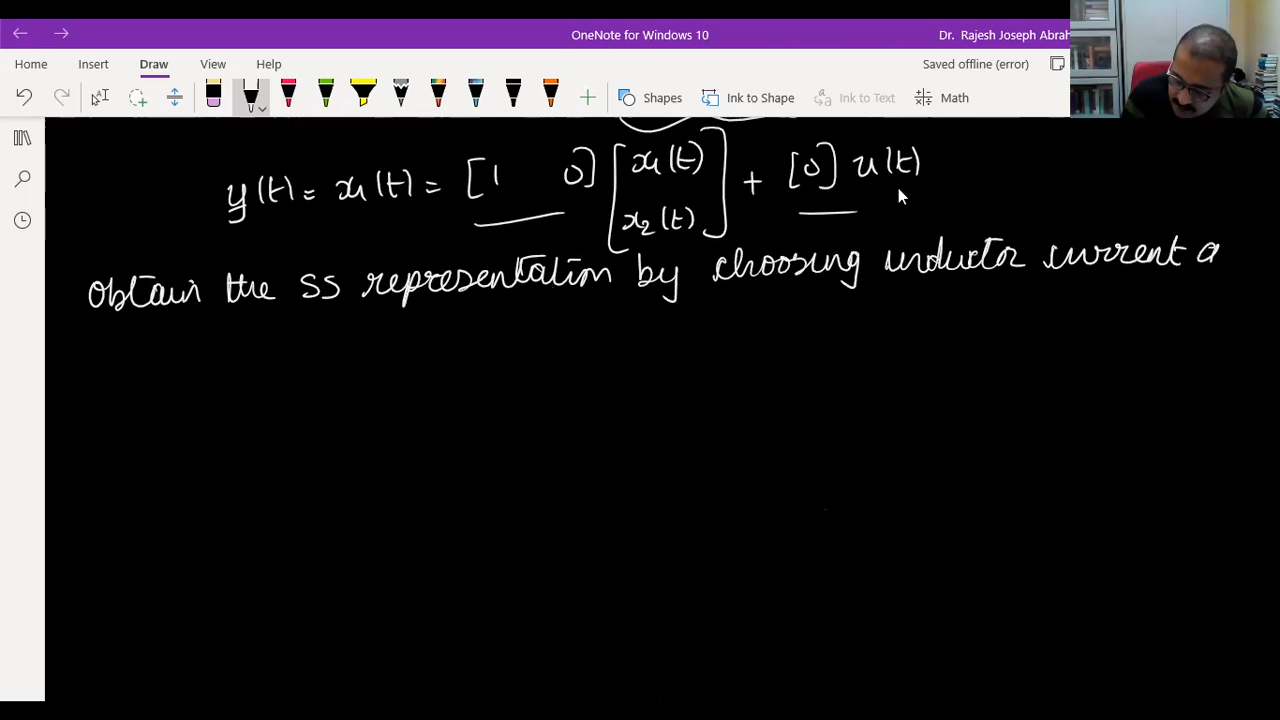 OneNote for Windows 10
Dr. Rajesh Joseph Abrah
Home Insert Draw View Help
Saved offline (error)
Shapes Ink to Shape Ink to Text Math
y(t) = x1(t) = [1 0] [x1(t) x2(t)] + [0] u(t)
obtain the SS representation by choosing inductor current a